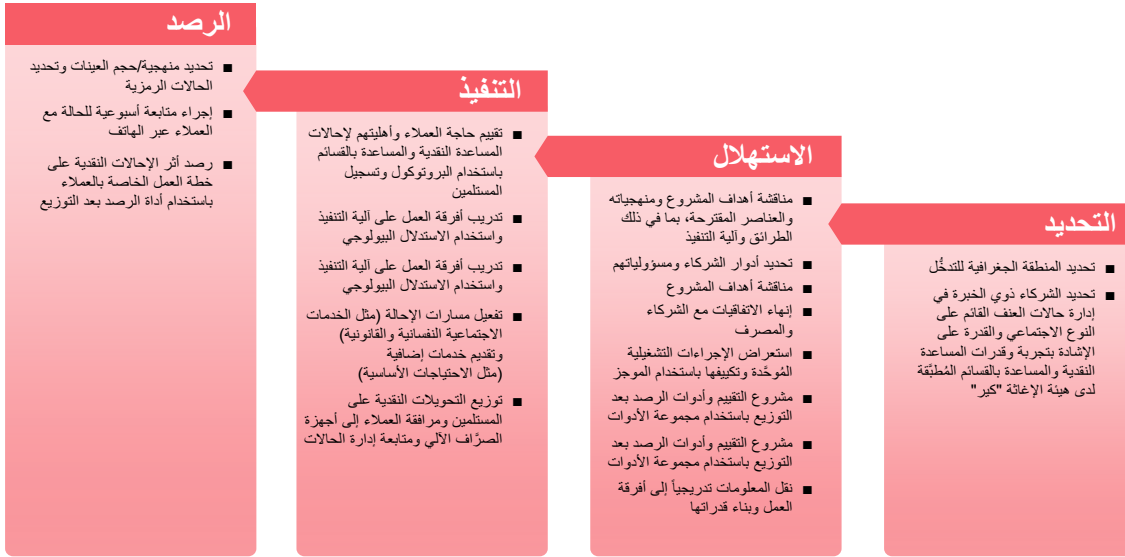 التحديد
■ تحديد المنطقة الجغرافية للتدخُّل
■ تحديد الشركاء ذوي الخبرة في
إدارة حالات العنف القائم على
النوع الاجتماعي والقدرة على
الإشادة بتجربة وقدرات المساعدة
النقدية والمساعدة بالقسائم المُطبَّقة
لدى هيئة الإغاثة "كير"
الاستهلال
■ مناقشة أهداف المشروع ومنهجياته
والعناصر المقترحة، بما في ذلك
الطرائق وآلية التنفيذ
■ تحديد أدوار الشركاء ومسؤولياتهم
■ مناقشة أهداف المشروع
■ إنهاء الاتفاقيات مع الشركاء
والمصرف
■ استعراض الإجراءات التشغيلية
المُوحَّدة وتكييفها باستخدام الموجز
■ مشروع التقييم وأدوات الرصد بعد
التوزيع باستخدام مجموعة الأدوات
■ مشروع التقييم وأدوات الرصد بعد
التوزيع باستخدام مجموعة الأدوات
■ نقل المعلومات تدريجياً إلى أفرقة
العمل وبناء قدراتها
التنفيذ
■ تقييم حاجة العملاء وأهليتهم لإحالات
المساعدة النقدية والمساعدة بالقسائم
باستخدام البروتوكول وتسجيل
المستلمين
■ تدريب أفرقة العمل على آلية التنفيذ
واستخدام الاستدلال البيولوجي
■ تدريب أفرقة العمل على آلية التنفيذ
واستخدام الاستدلال البيولوجي
■ تفعيل مسارات الإحالة (مثل الخدمات
الاجتماعية النفسانية والقانونية)
وتقديم خدمات إضافية
(مثل الاحتياجات الأساسية)
■ توزيع التحويلات النقدية على
المستلمين ومرافقة العملاء إلى أجهزة
الصرَّاف الآلي ومتابعة إدارة الحالات
الرصد
■ تحديد منهجية/حجم العينات وتحديد
الحالات الرمزية
■ إجراء متابعة أسبوعية للحالة مع
العملاء عبر الهاتف
■ رصد أثر الإحالات النقدية على
خطة العمل الخاصة بالعملاء
باستخدام أداة الرصد بعد التوزيع